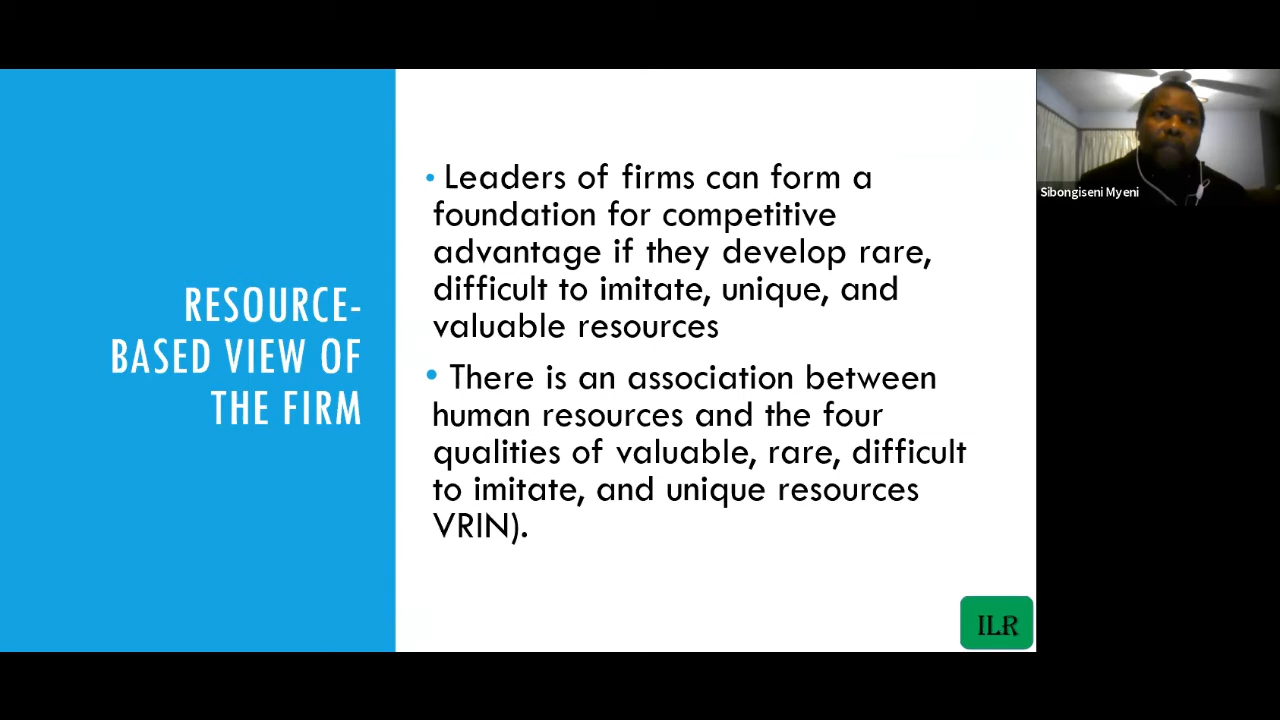 RESOURCE-
BASED VIEW OF
THE FIRM
• Leaders of firms can form a
foundation for competitive
advantage if they develop rare,
difficult to imitate, unique, and
valuable resources
• There is an association between
human resources and the four
qualities of valuable, rare, difficult
to imitate, and unique resources
VRIN).
ILR
Sibongiseni Myeni